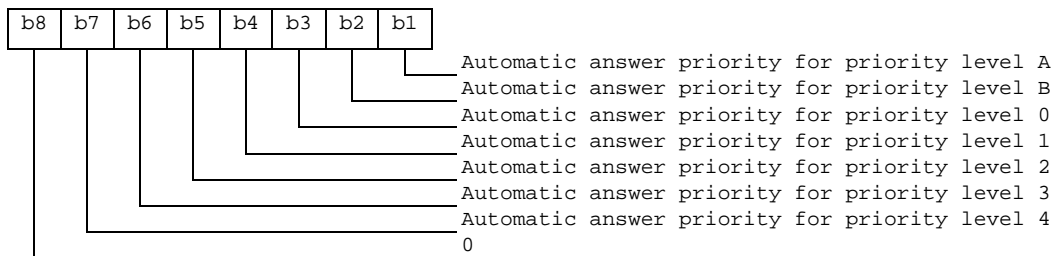 b8 b7 b6 b5 b4 b3 b2 b1
Automatic answer priority for priority level A
Automatic answer priority for priority level B
Automatic answer priority for priority level 0
Automatic answer priority for priority level 1
Automatic answer priority for priority level 2
Automatic answer priority for priority level 3
Automatic answer priority for priority level 4
0